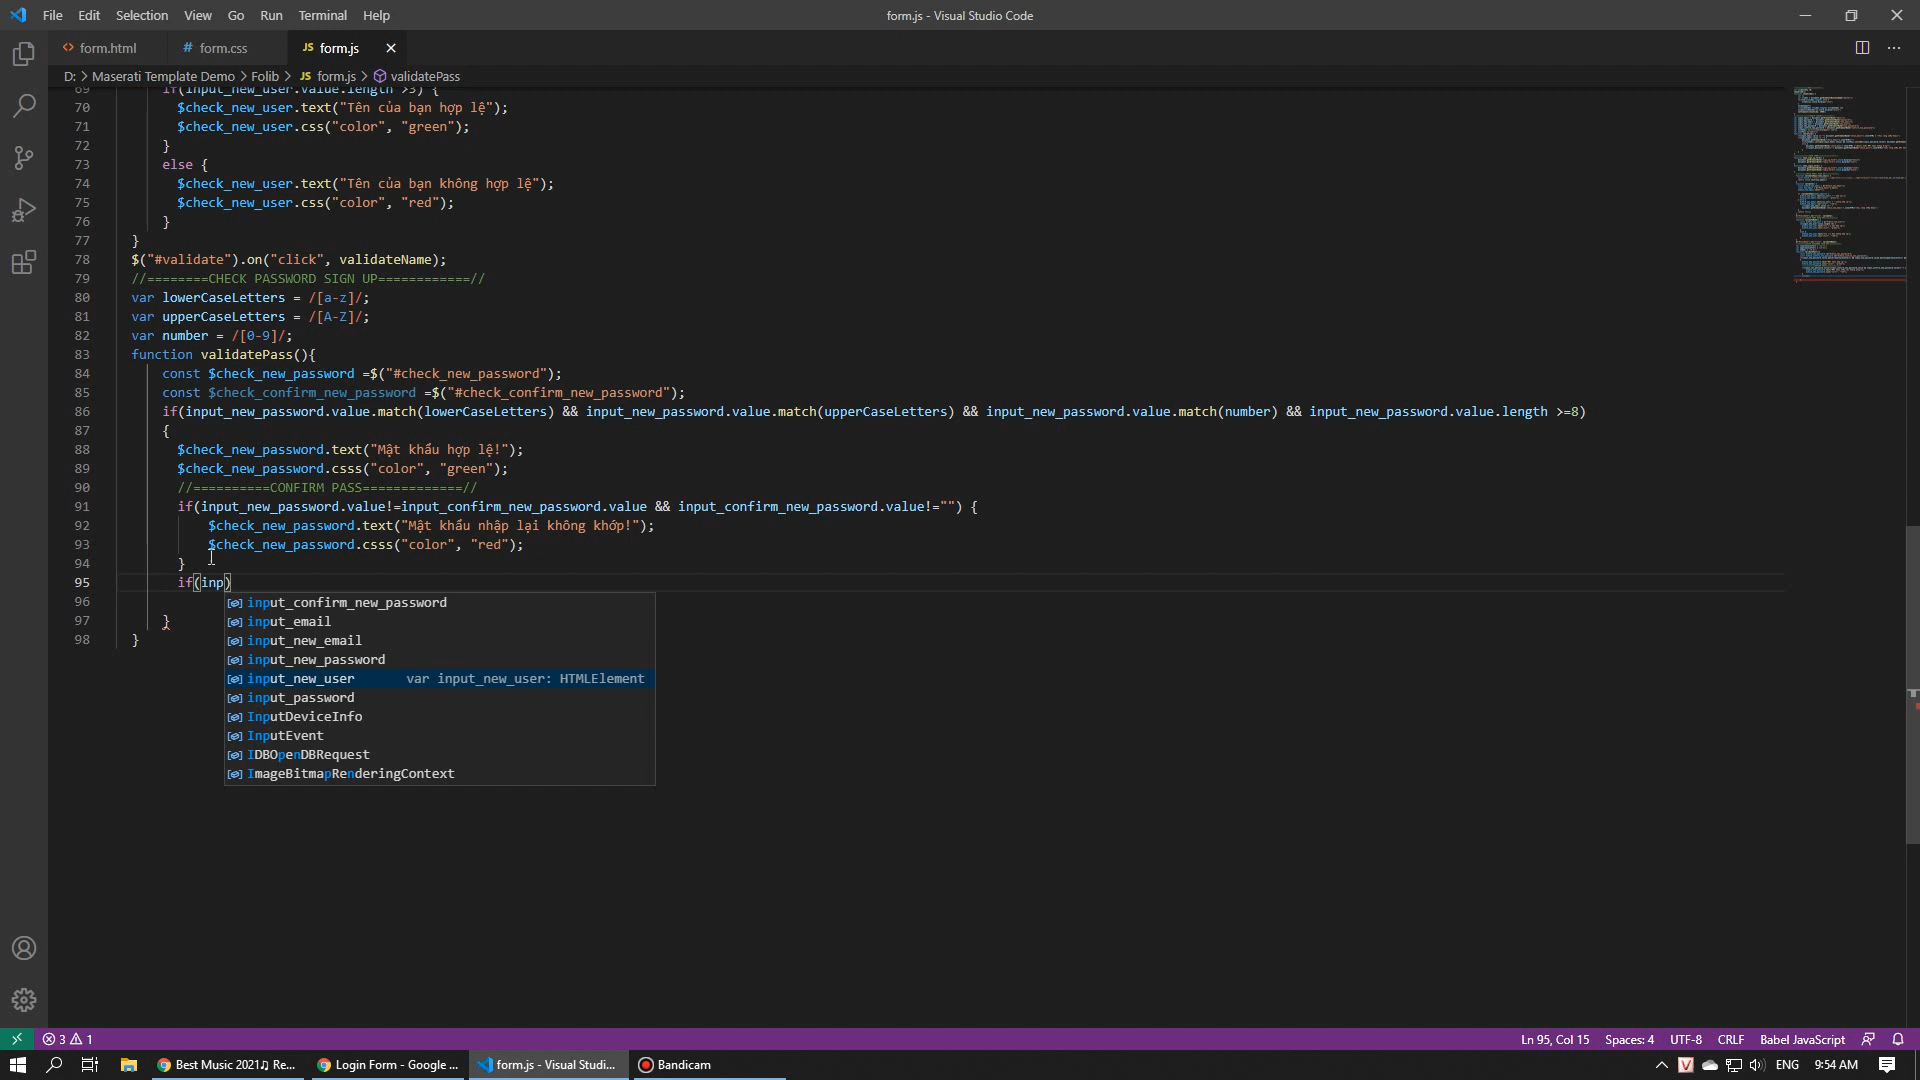 File Edit Selection View Go Run Terminal Help
form.js - Visual Studio Code
<> form.html
# form.css
JS form.js
D: > Maserati Template Demo > Folib > JS form.js > validatePass
69 if(input_new_user.value.length >3) {
70 $check_new_user.text("Tên của bạn hợp lệ");
71 $check_new_user.css("color", "green");
72 }
73 else {
74 $check_new_user.text("Tên của bạn không hợp lệ");
75 $check_new_user.css("color", "red");
76 }
77 }
78 $("#validate").on("click", validateName);
79 //========CHECK PASSWORD SIGN UP============//
80 var lowerCaseLetters = /[a-z]/;
81 var upperCaseLetters = /[A-Z]/;
82 var number = /[0-9]/;
83 function validatePass(){
84 const $check_new_password =$("#check_new_password");
85 const $check_confirm_new_password =$("#check_confirm_new_password");
86 if(input_new_password.value.match(lowerCaseLetters) && input_new_password.value.match(upperCaseLetters) && input_new_password.value.match(number) && input_new_password.value.length >=8)
87 {
88 $check_new_password.text("Mật khẩu hợp lệ!");
89 $check_new_password.csss("color", "green");
90 //==========CONFIRM PASS=============//
91 if(input_new_password.value!=input_confirm_new_password.value && input_confirm_new_password.value!="") {
92 $check_new_password.text("Mật khẩu nhập lại không khớp!");
93 $check_new_password.csss("color", "red");
94 }
95 if(inp)
96
97 }
98 }
input_confirm_new_password
input_email
input_new_email
input_new_password
input_new_user var input_new_user: HTMLElement
input_password
InputDeviceInfo
InputEvent
IDBOpenDBRequest
ImageBitmapRenderingContext
3 1
Ln 95, Col 15 Spaces: 4 UTF-8 CRLF Babel JavaScript
Best Music 2021♫ Re...
Login Form - Google ...
form.js - Visual Studi...
Bandicam
V
ENG
9:54 AM